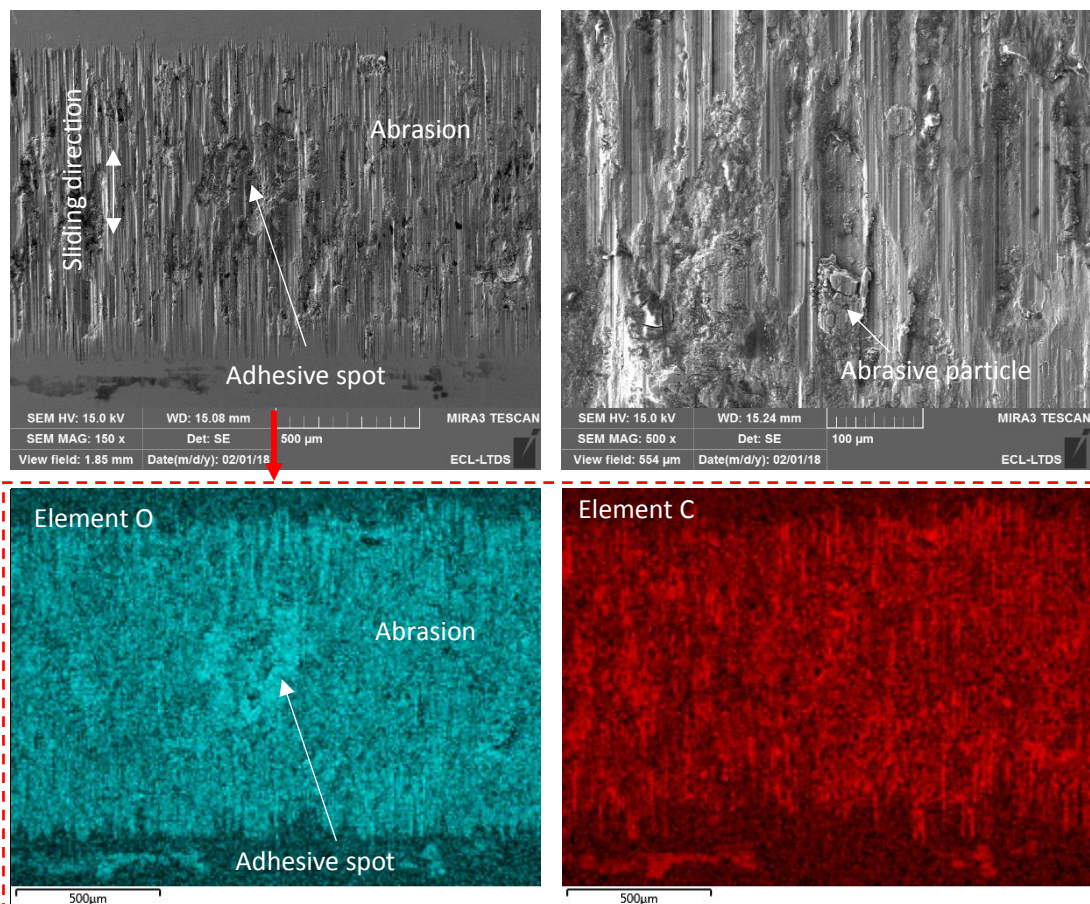 Sliding direction
Abrasion
Adhesive spot
SEM HV: 15.0 kV WD: 15.08 mm MIRA3 TESCAN
SEM MAG: 150 x Det: SE 500 µm
View field: 1.85 mm Date(m/d/y): 02/01/18 ECL-LTDS
Abrasive particle
SEM HV: 15.0 kV WD: 15.24 mm MIRA3 TESCAN
SEM MAG: 500 x Det: SE 100 µm
View field: 554 µm Date(m/d/y): 02/01/18 ECL-LTDS
Element O
Abrasion
Adhesive spot
500µm
Element C
500µm